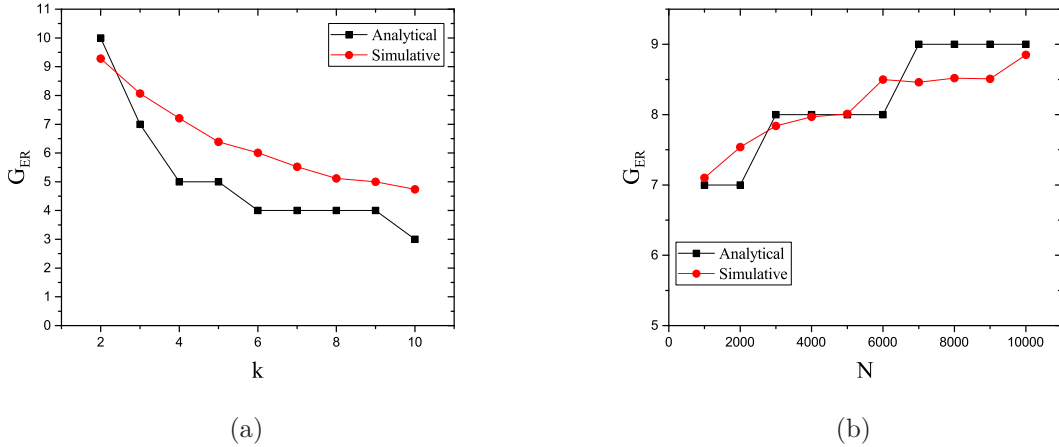 11
10
9
8
7
6
5
4
3
2
1
0
G_ER
2 4 6 8 10
k
Analytical
Simulative
(a)
9
8
7
6
5
G_ER
0 2000 4000 6000 8000 10000
N
Analytical
Simulative
(b)